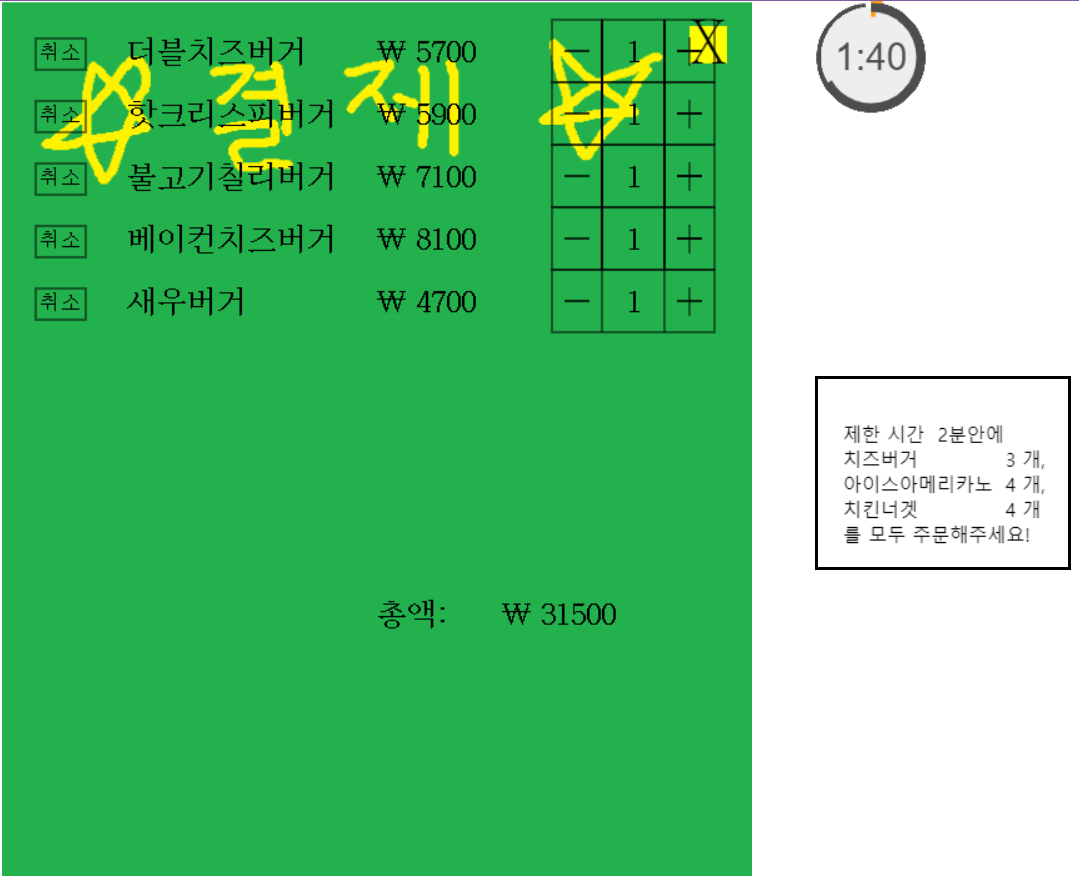 취소 더블치즈버거 ₩ 5700 － 1 ＋ X
☆ 결 제 ☆
취소 핫크리스피버거 ₩ 5900 － 1 ＋
취소 불고기칠리버거 ₩ 7100 － 1 ＋
취소 베이컨치즈버거 ₩ 8100 － 1 ＋
취소 새우버거 ₩ 4700 － 1 ＋
총액: ₩ 31500
1:40
제한 시간 2분안에
치즈버거 3 개,
아이스아메리카노 4 개,
치킨너겟 4 개
를 모두 주문해주세요!